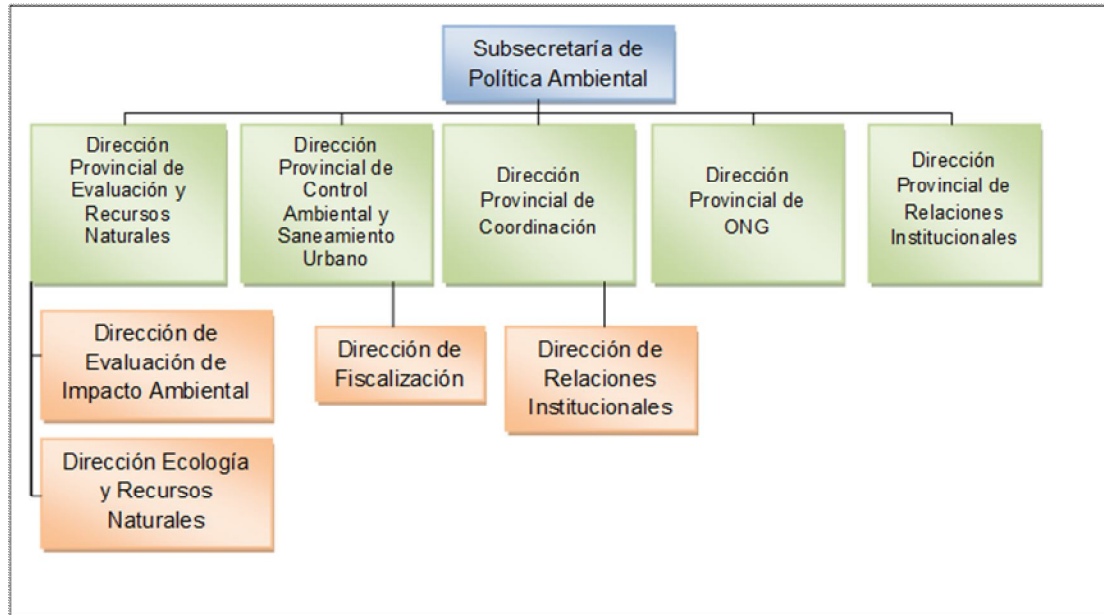 Subsecretaría de
Política Ambiental
Dirección
Provincial de
Evaluación y
Recursos
Naturales
Dirección
Provincial de
Control
Ambiental y
Saneamiento
Urbano
Dirección
Provincial de
Coordinación
Dirección
Provincial de
ONG
Dirección
Provincial de
Relaciones
Institucionales
Dirección de
Evaluación de
Impacto Ambiental
Dirección de
Fiscalización
Dirección de
Relaciones
Institucionales
Dirección Ecología
y Recursos
Naturales